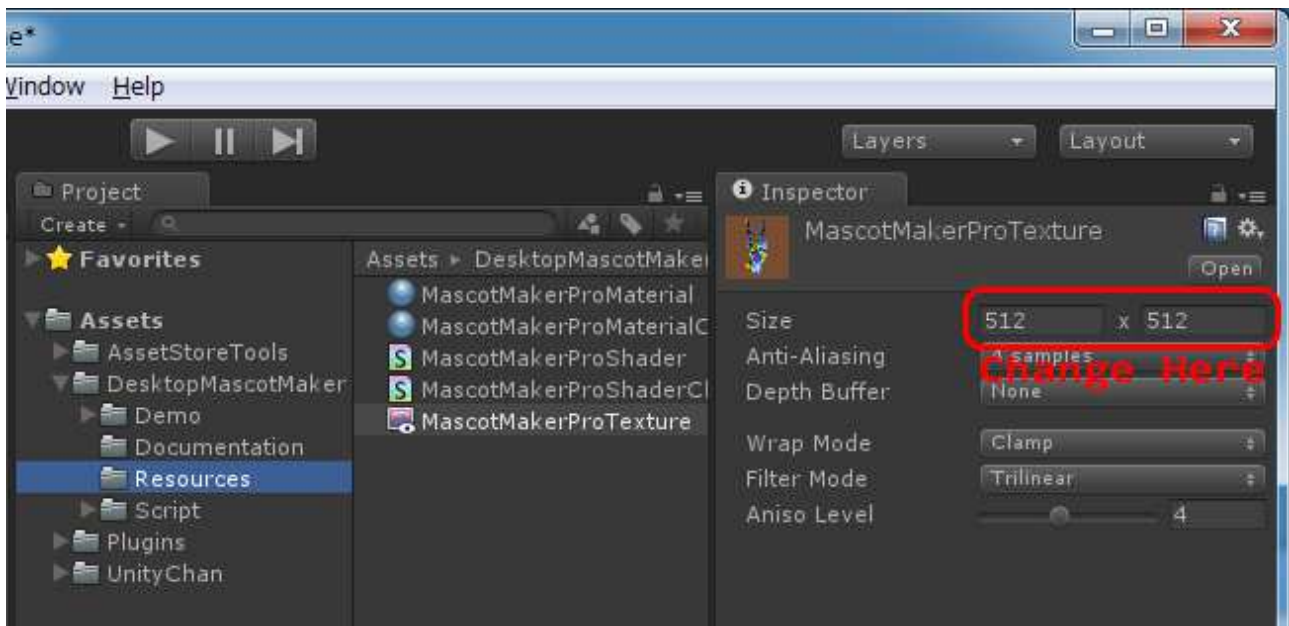 e*
Window Help
Layers Layout
Project
Create
Favorites
Assets
AssetStoreTools
DesktopMascotMaker
Demo
Documentation
Resources
Script
Plugins
UnityChan
Assets ▸ DesktopMascotMaker
MascotMakerProMaterial
MascotMakerProMaterialC
MascotMakerProShader
MascotMakerProShaderCl
MascotMakerProTexture
Inspector
MascotMakerProTexture
Open
Size 512 x 512
Anti-Aliasing 4 samples
Change Here
Depth Buffer None
Wrap Mode Clamp
Filter Mode Trilinear
Aniso Level 4